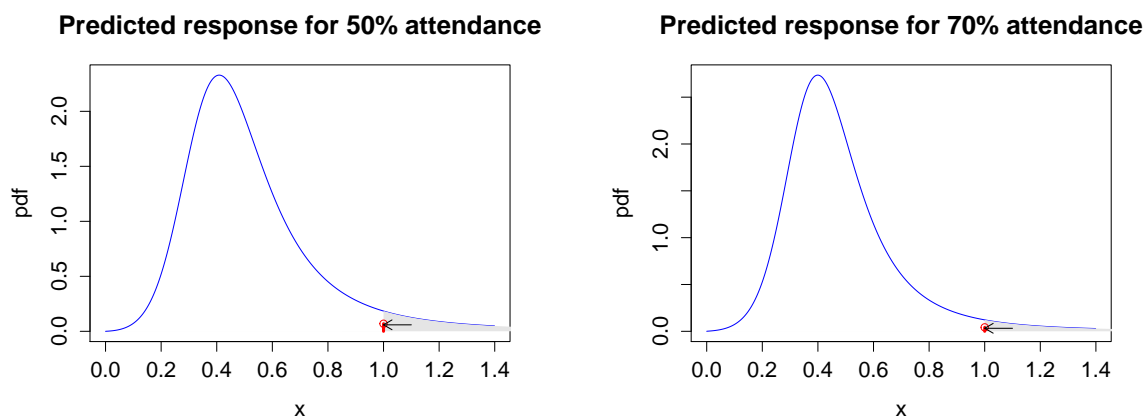 Predicted response for 50% attendance
pdf
0.0 0.5 1.0 1.5 2.0
0.0 0.2 0.4 0.6 0.8 1.0 1.2 1.4
x
Predicted response for 70% attendance
pdf
0.0 1.0 2.0
0.0 0.2 0.4 0.6 0.8 1.0 1.2 1.4
x